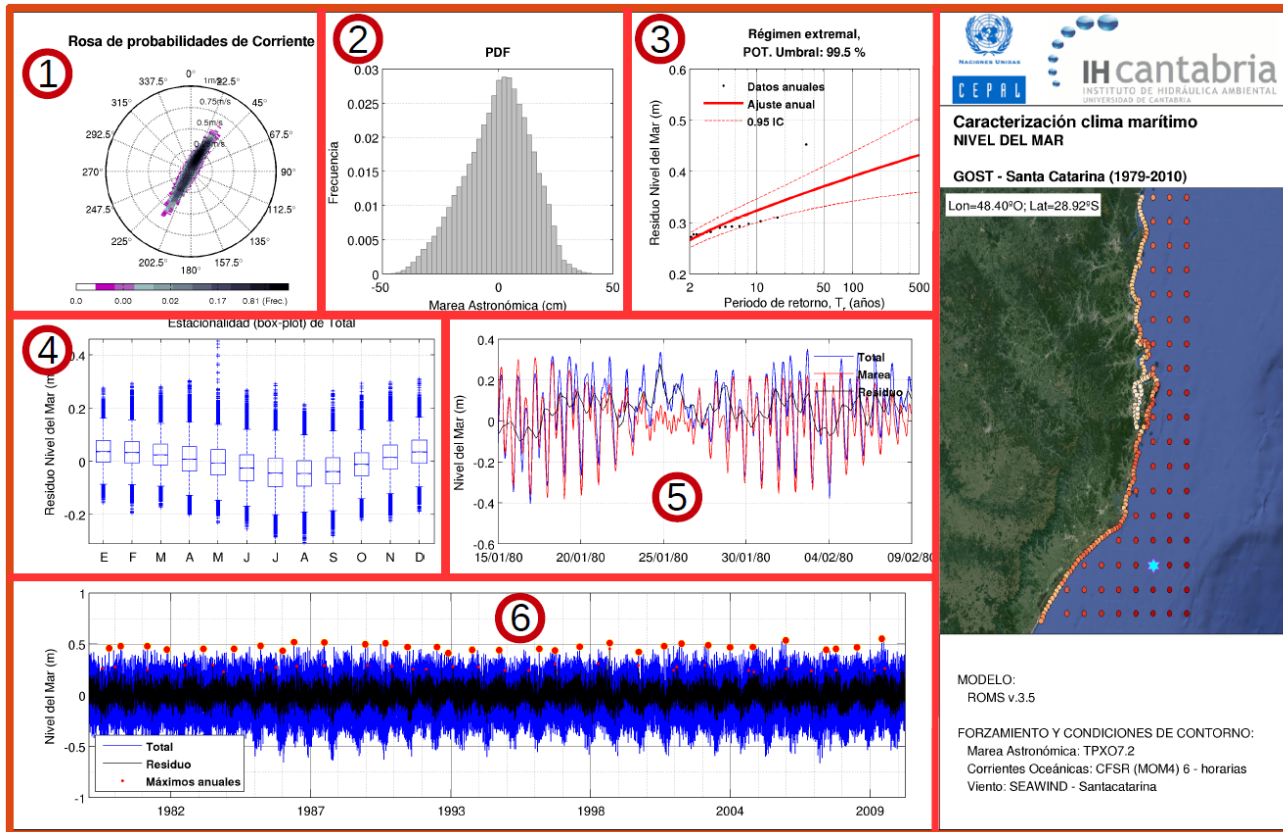 1
Rosa de probabilidades de Corriente
0°
22.5°
45°
67.5°
90°
112.5°
135°
157.5°
180°
202.5°
225°
247.5°
270°
292.5°
315°
337.5°
1m/s
0.75m/s
0.5m/s
0.0 0.00 0.02 0.17 0.81 (Frec.)
2
PDF
Frecuencia
0.03
0.025
0.02
0.015
0.01
0.005
0
-50 0 50
Marea Astronómica (cm)
3
Régimen extremal,
POT. Umbral: 99.5 %
Residuo Nivel del Mar (m)
0.6
0.5
0.4
0.3
0.2
Datos anuales
Ajuste anual
0.95 IC
2 10 50 100 500
Periodo de retorno, Tr (años)
4
Estacionalidad (box-plot) de Total
Residuo Nivel del Mar (m)
0.4
0.2
0
-0.2
E F M A M J J A S O N D
5
Nivel del Mar (m)
0.4
0.2
0
-0.2
-0.4
-0.6
Total
Marea
Residuo
15/01/80 20/01/80 25/01/80 30/01/80 04/02/80 09/02/80
6
Nivel del Mar (m)
1
0.5
0
-0.5
-1
Total
Residuo
Máximos anuales
1982 1987 1993 1998 2004 2009
NACIONES UNIDAS
CEPAL
IH cantabria
INSTITUTO DE HIDRÁULICA AMBIENTAL
UNIVERSIDAD DE CANTABRIA
Caracterización clima marítimo
NIVEL DEL MAR
GOST - Santa Catarina (1979-2010)
Lon=48.40ºO; Lat=28.92ºS
MODELO:
ROMS v.3.5
FORZAMIENTO Y CONDICIONES DE CONTORNO:
Marea Astronómica: TPXO7.2
Corrientes Oceánicas: CFSR (MOM4) 6 - horarias
Viento: SEAWIND - Santacatarina